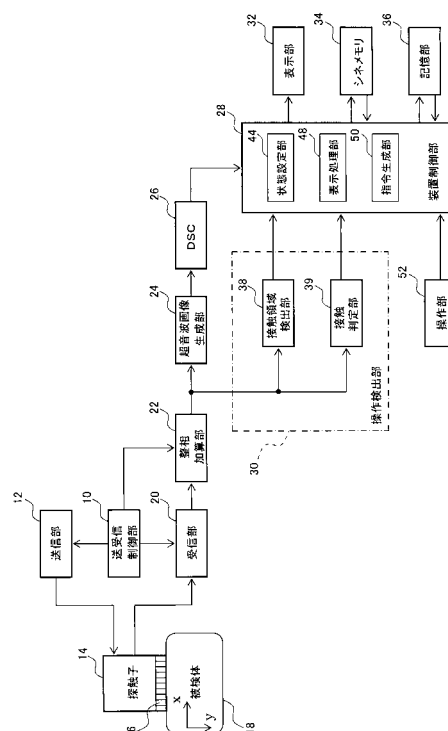 12
送信部
10
送受信
制御部
20
受信部
14
探触子
6
被検体
x
y
18
22
整相
加算部
24
超音波画像
生成部
26
DSC
38
接触領域
検出部
39
接触
判定部
操作検出部
30
28
44
状態設定部
48
表示処理部
50
指令生成部
装置制御部
52
操作部
32
表示部
34
シネメモリ
36
記憶部